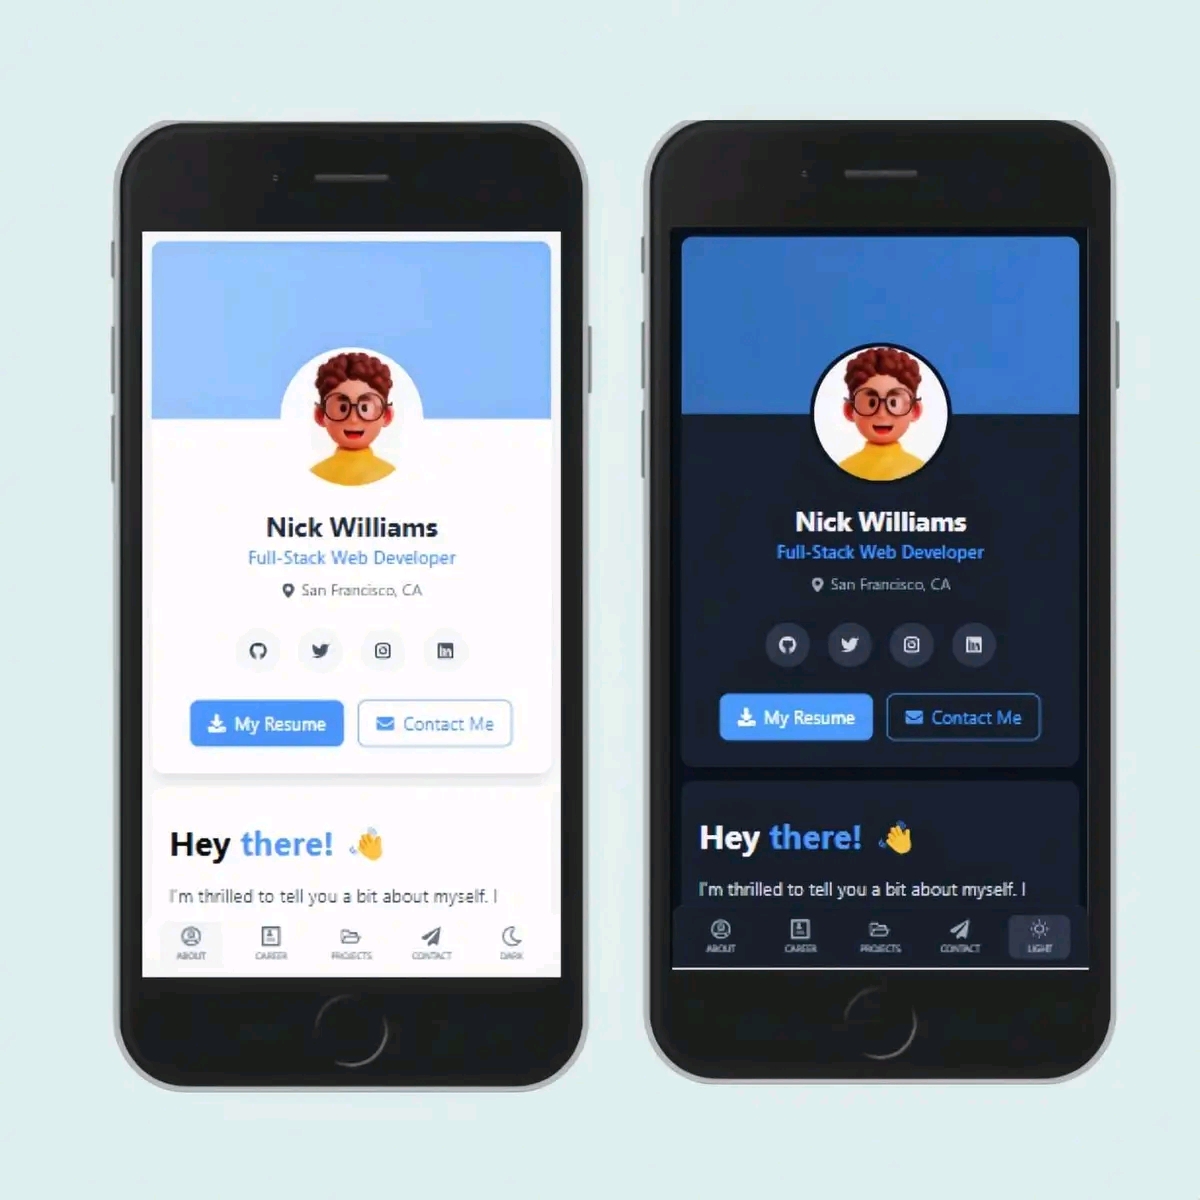 Nick Williams
Full-Stack Web Developer
San Francisco, CA
My Resume
Contact Me
Hey there! 👋
I'm thrilled to tell you a bit about myself. I
ABOUT
CAREER
PROJECTS
CONTACT
DARK
Nick Williams
Full-Stack Web Developer
San Francisco, CA
My Resume
Contact Me
Hey there! 👋
I'm thrilled to tell you a bit about myself. I
ABOUT
CAREER
PROJECTS
CONTACT
LIGHT